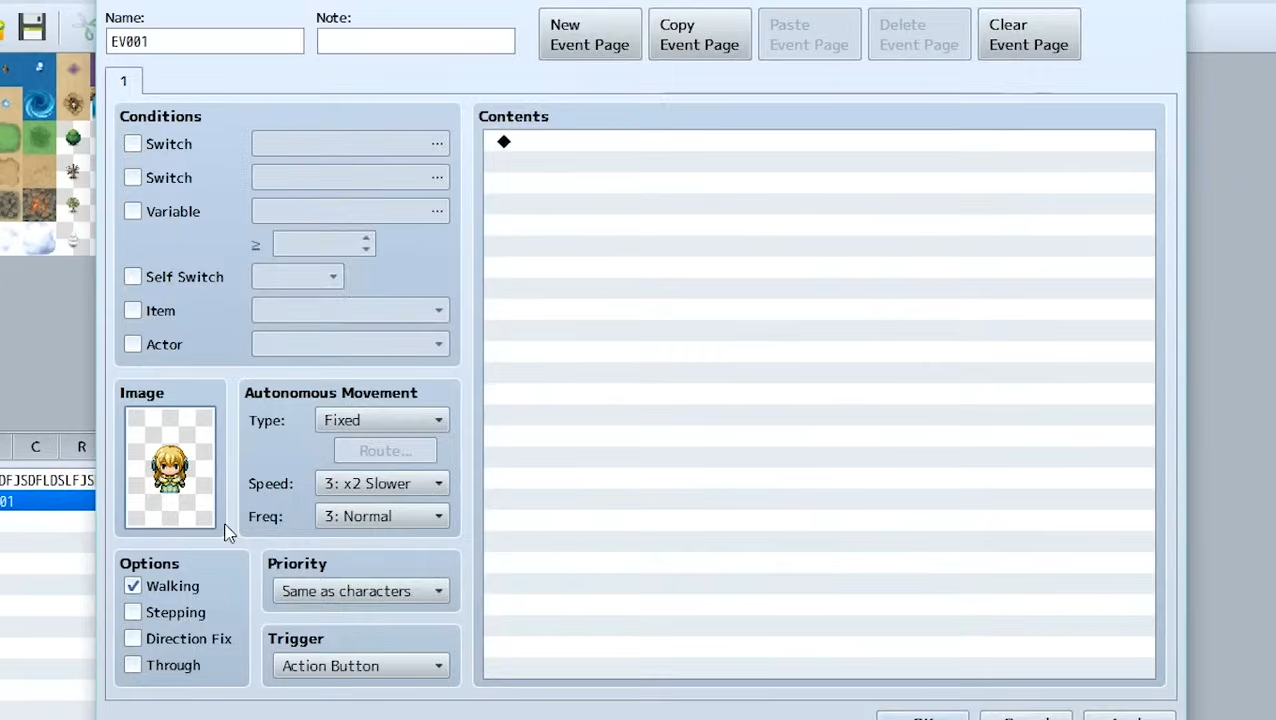 Name:
Note:
EV001
New
Event Page
Copy
Event Page
Paste
Event Page
Delete
Event Page
Clear
Event Page
1
Conditions
Switch ...
Switch ...
Variable ...
≥
Self Switch
Item
Actor
Contents
◆
Image
Autonomous Movement
Type: Fixed
Route...
Speed: 3: x2 Slower
Freq: 3: Normal
Options
Walking
Stepping
Direction Fix
Through
Priority
Same as characters
Trigger
Action Button
C R
DFJSDFLDSLFJS
01